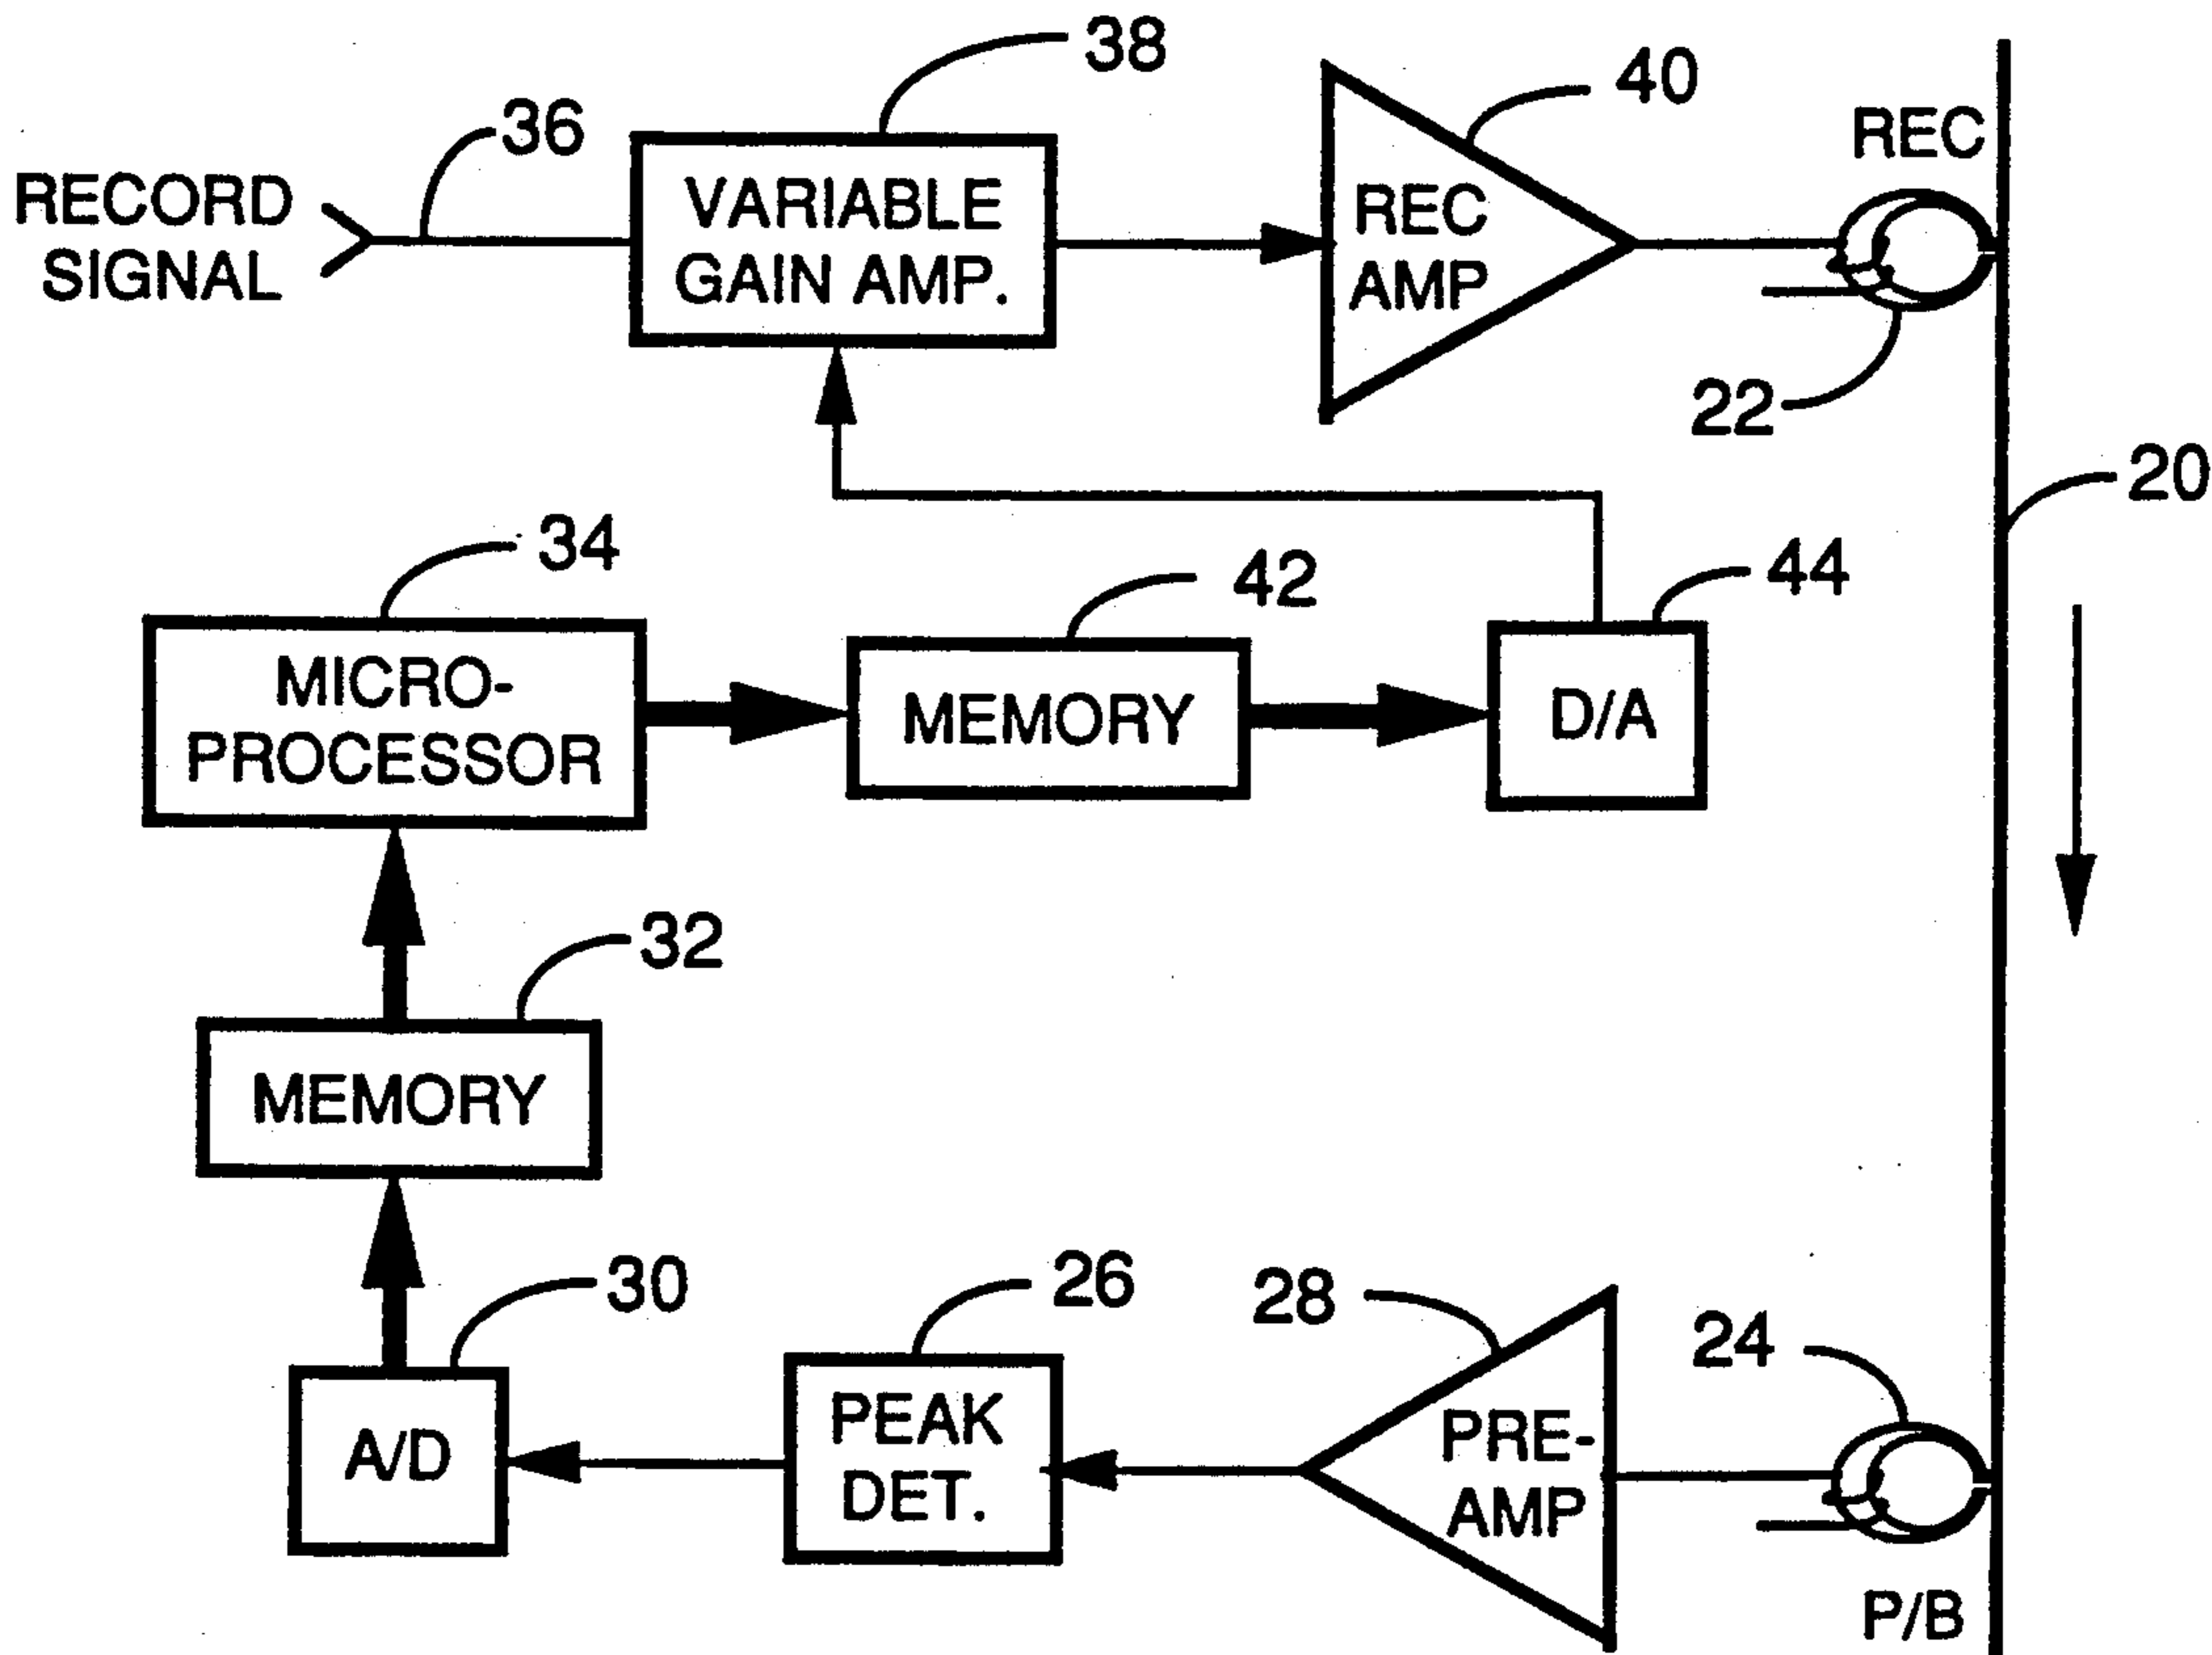 38
40
REC
36
RECORD
SIGNAL
VARIABLE
GAIN AMP.
REC
AMP
22
20
34
42
44
MICRO-
PROCESSOR
MEMORY
D/A
32
MEMORY
30
26
28
24
A/D
PEAK
DET.
PRE-
AMP
P/B